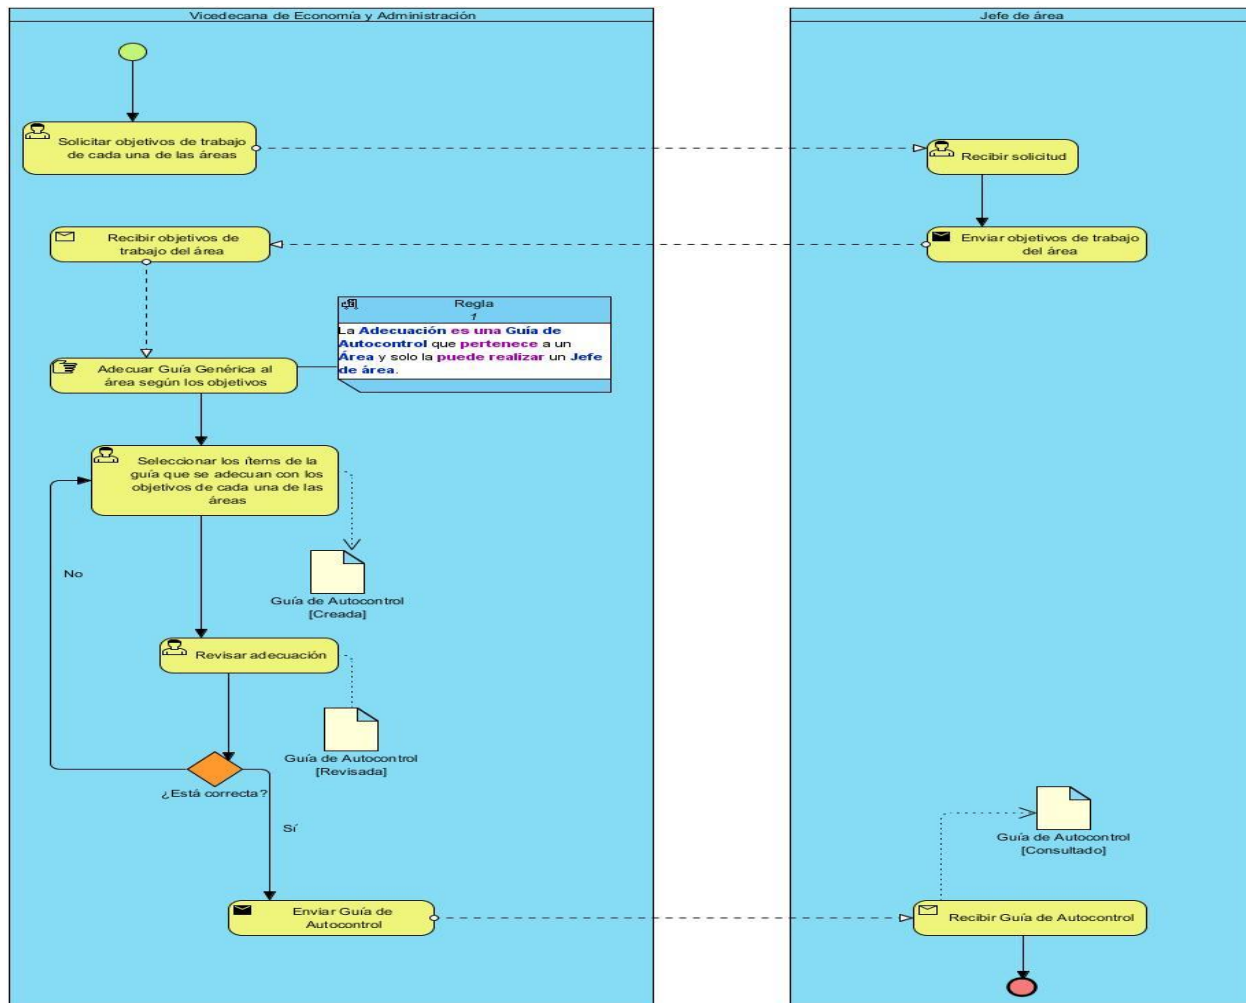 Vicedecana de Economía y Administración
Jefe de área
Solicitar objetivos de trabajo
de cada una de las áreas
Recibir solicitud
Recibir objetivos de
trabajo del área
Enviar objetivos de trabajo
del área
Regla
1
La Adecuación es una Guía de
Autocontrol que pertenece a un
Área y solo la puede realizar un Jefe
de área.
Adecuar Guía Genérica al
área según los objetivos
Seleccionar los ítems de la
guía que se adecuan con los
objetivos de cada una de las
áreas
No
Guía de Autocontrol
[Creada]
Revisar adecuación
Guía de Autocontrol
[Revisada]
¿Está correcta?
Sí
Guía de Autocontrol
[Consultado]
Enviar Guía de
Autocontrol
Recibir Guía de Autocontrol